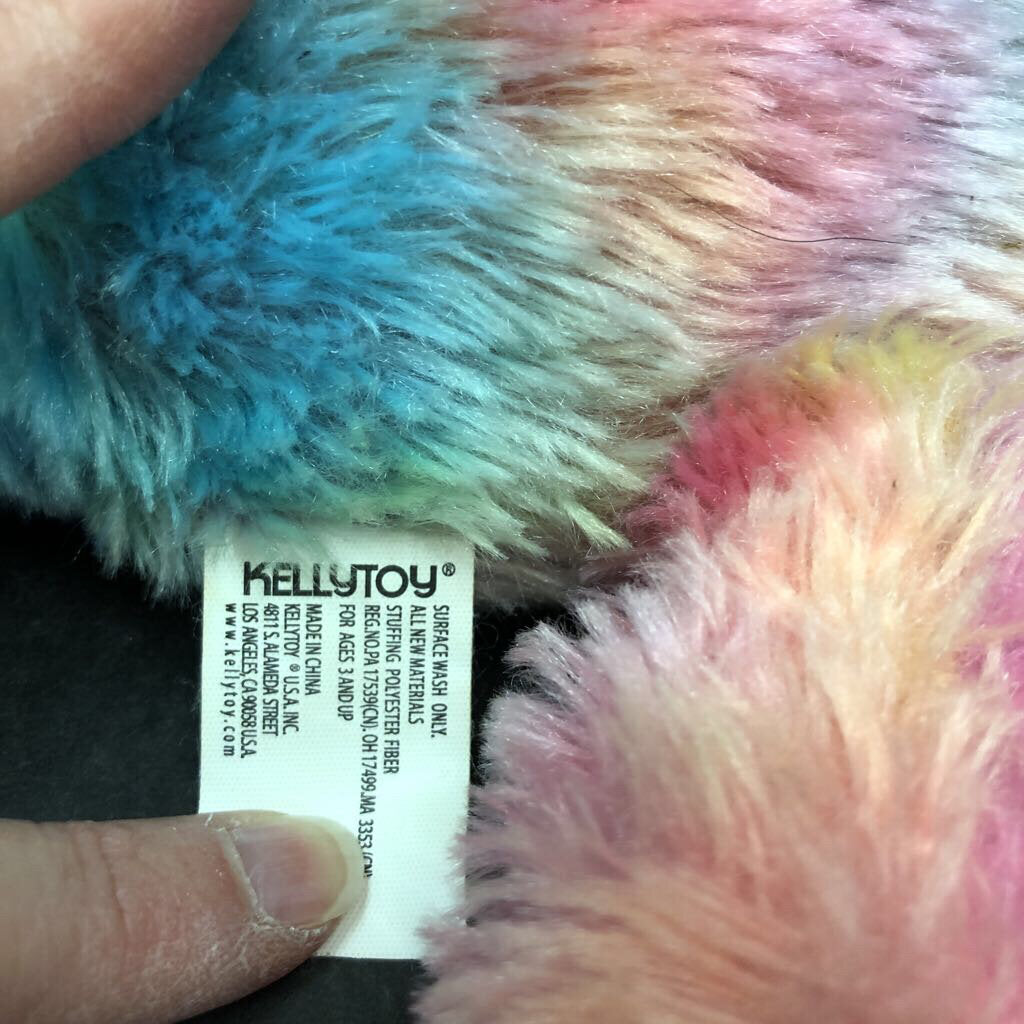 KELLYTOY®
SURFACE WASH ONLY.
ALL NEW MATERIALS
STUFFING POLYESTER FIBER
REG.NO.PA 17539(CN). OH 17499.MA 3353 (CN)
FOR AGES 3 AND UP
MADE IN CHINA
KELLYTOY ® U.S.A. INC.
4811 S. ALAMEDA STREET
LOS ANGELES, CA 90058 U.S.A.
www.kellytoy.com